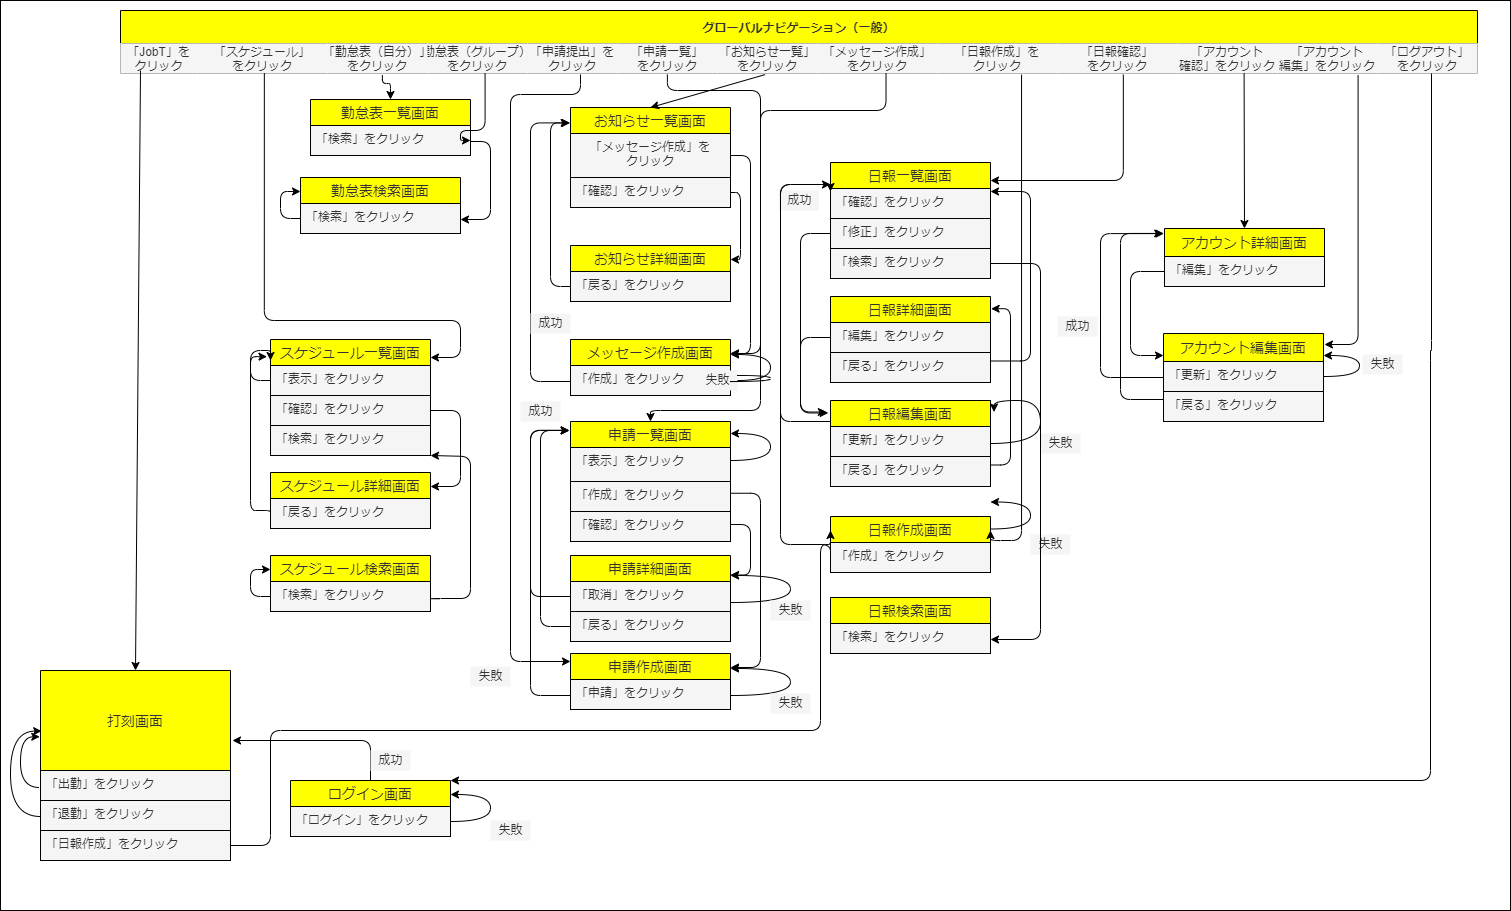 グローバルナビゲーション（一般）
「JobT」を
クリック
「スケジュール」
をクリック
「勤怠表（自分）」
をクリック
勤怠表（グループ）
をクリック
「申請提出」を
クリック
「申請一覧」
をクリック
「お知らせ一覧」
をクリック
「メッセージ作成」
をクリック
「日報作成」を
クリック
「日報確認」
をクリック
「アカウント
確認」をクリック
「アカウント
編集」をクリック
「ログアウト」
をクリック
勤怠表一覧画面
「検索」をクリック
勤怠表検索画面
「検索」をクリック
スケジュール一覧画面
「表示」をクリック
「確認」をクリック
「検索」をクリック
スケジュール詳細画面
「戻る」をクリック
スケジュール検索画面
「検索」をクリック
お知らせ一覧画面
「メッセージ作成」を
クリック
「確認」をクリック
お知らせ詳細画面
「戻る」をクリック
成功
メッセージ作成画面
「作成」をクリック
失敗
成功
申請一覧画面
「表示」をクリック
「作成」をクリック
「確認」をクリック
申請詳細画面
「取消」をクリック
失敗
「戻る」をクリック
申請作成画面
失敗
「申請」をクリック
失敗
成功
日報一覧画面
「確認」をクリック
「修正」をクリック
「検索」をクリック
日報詳細画面
「編集」をクリック
「戻る」をクリック
日報編集画面
「更新」をクリック
失敗
「戻る」をクリック
日報作成画面
失敗
「作成」をクリック
日報検索画面
「検索」をクリック
アカウント詳細画面
「編集」をクリック
成功
アカウント編集画面
失敗
「更新」をクリック
「戻る」をクリック
打刻画面
「出勤」をクリック
「退勤」をクリック
「日報作成」をクリック
成功
ログイン画面
「ログイン」をクリック
失敗